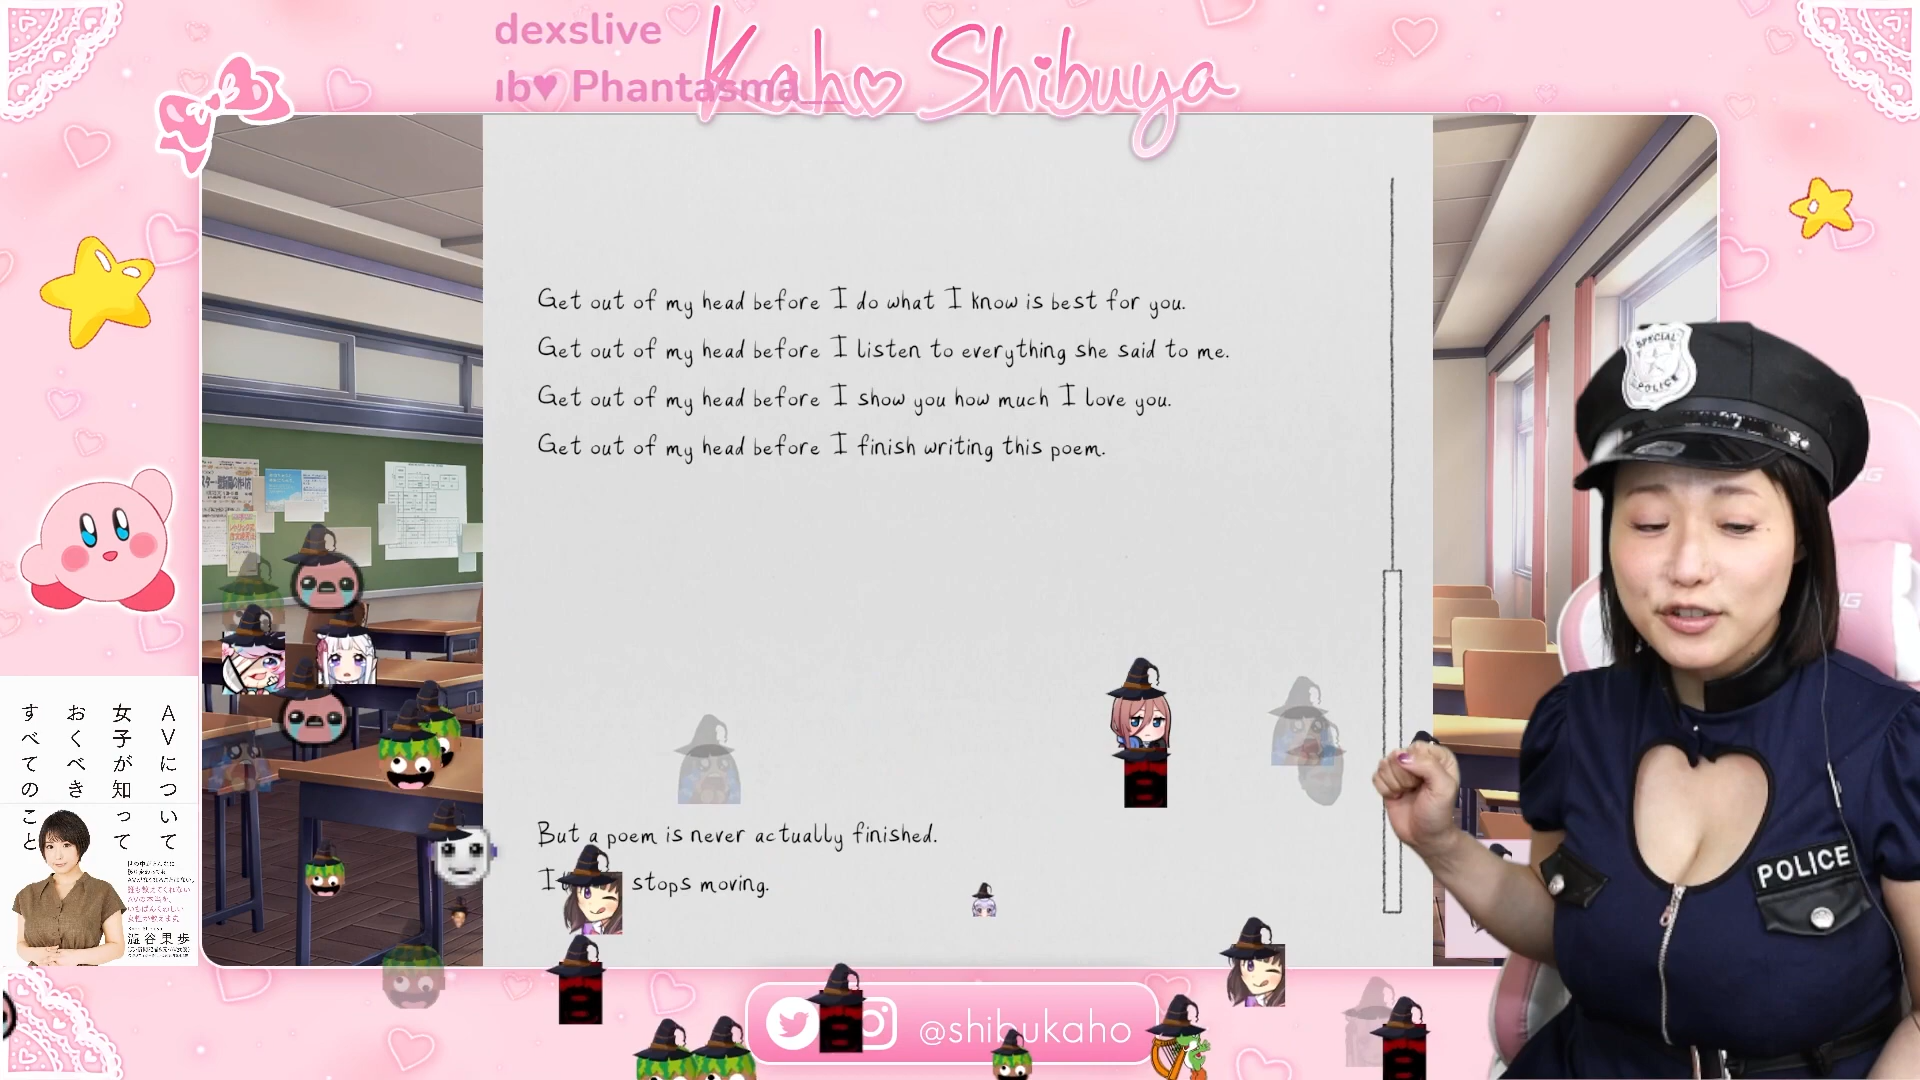 dexslive
ub♥ Phantasma__
Kaho Shibuya
Get out of my head before I do what I know is best for you.
Get out of my head before I listen to everything she said to me.
Get out of my head before I show you how much I love you.
Get out of my head before I finish writing this poem.
But a poem is never actually finished.
It stops moving.
SPECIAL
POLICE
POLICE
AVについて
女子が知って
おくべき
すべてのこと
澁谷果歩
@shibukaho